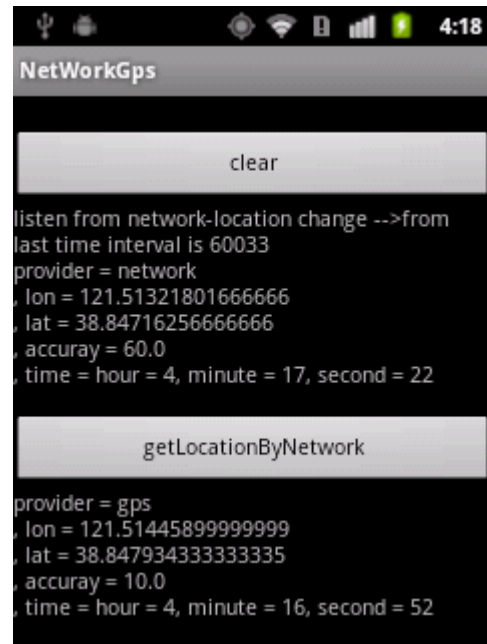 4:18
NetWorkGps
clear
listen from network-location change -->from
last time interval is 60033
provider = network
, lon = 121.51321801666666
, lat = 38.84716256666666
, accuray = 60.0
, time = hour = 4, minute = 17, second = 22
getLocationByNetwork
provider = gps
, lon = 121.51445899999999
, lat = 38.847934333333335
, accuray = 10.0
, time = hour = 4, minute = 16, second = 52